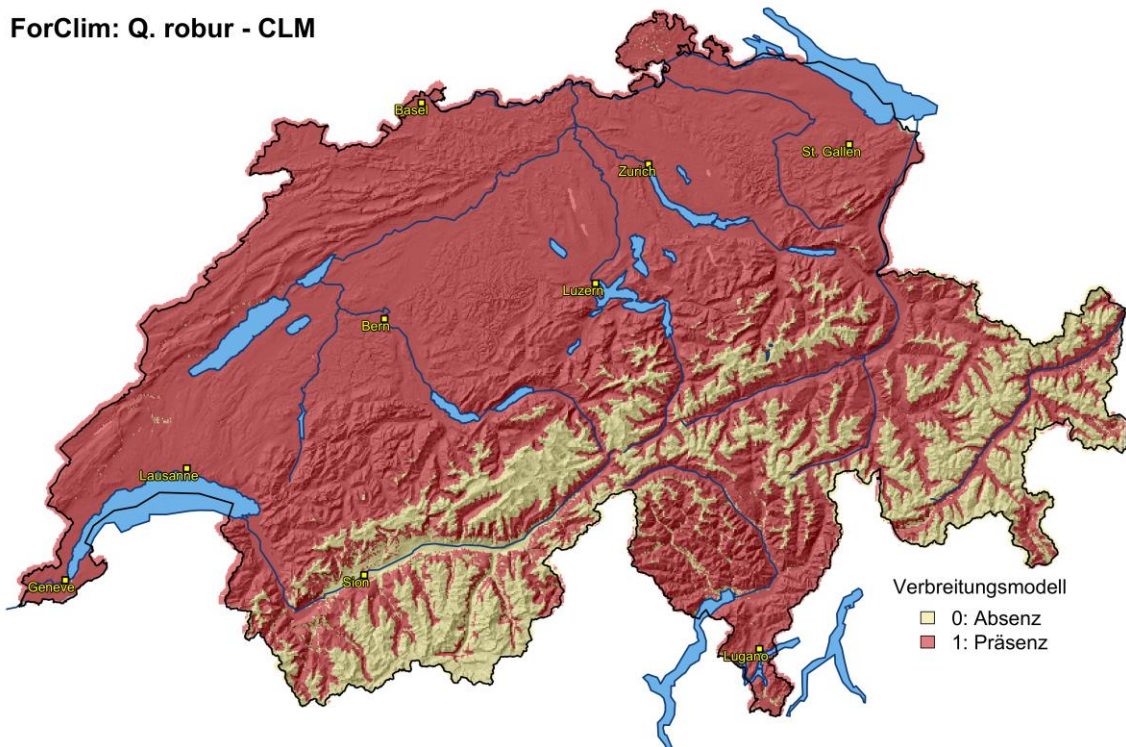 ForClim: Q. robur - CLM
Basel
St. Gallen
Zurich
Luzern
Bern
Lausanne
Geneve
Sion
Lugano
Verbreitungsmodell
0: Absenz
1: Präsenz